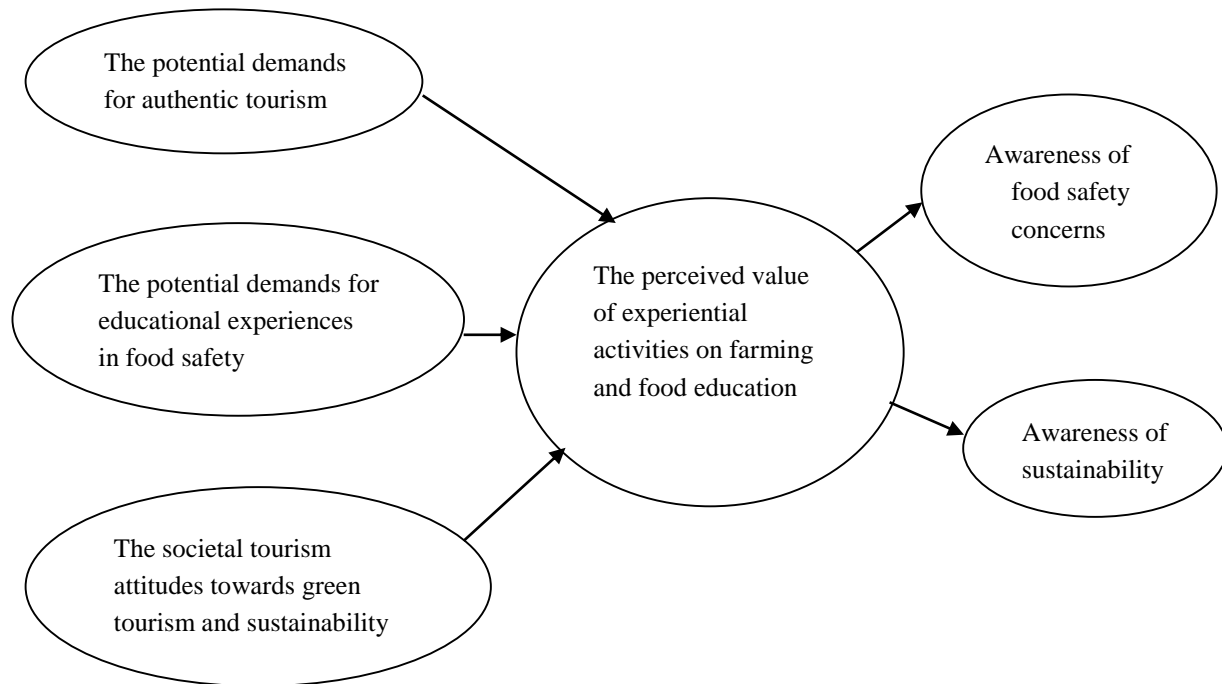 The potential demands
for authentic tourism
The potential demands for
educational experiences
in food safety
The societal tourism
attitudes towards green
tourism and sustainability
The perceived value
of experiential
activities on farming
and food education
Awareness of
food safety
concerns
Awareness of
sustainability